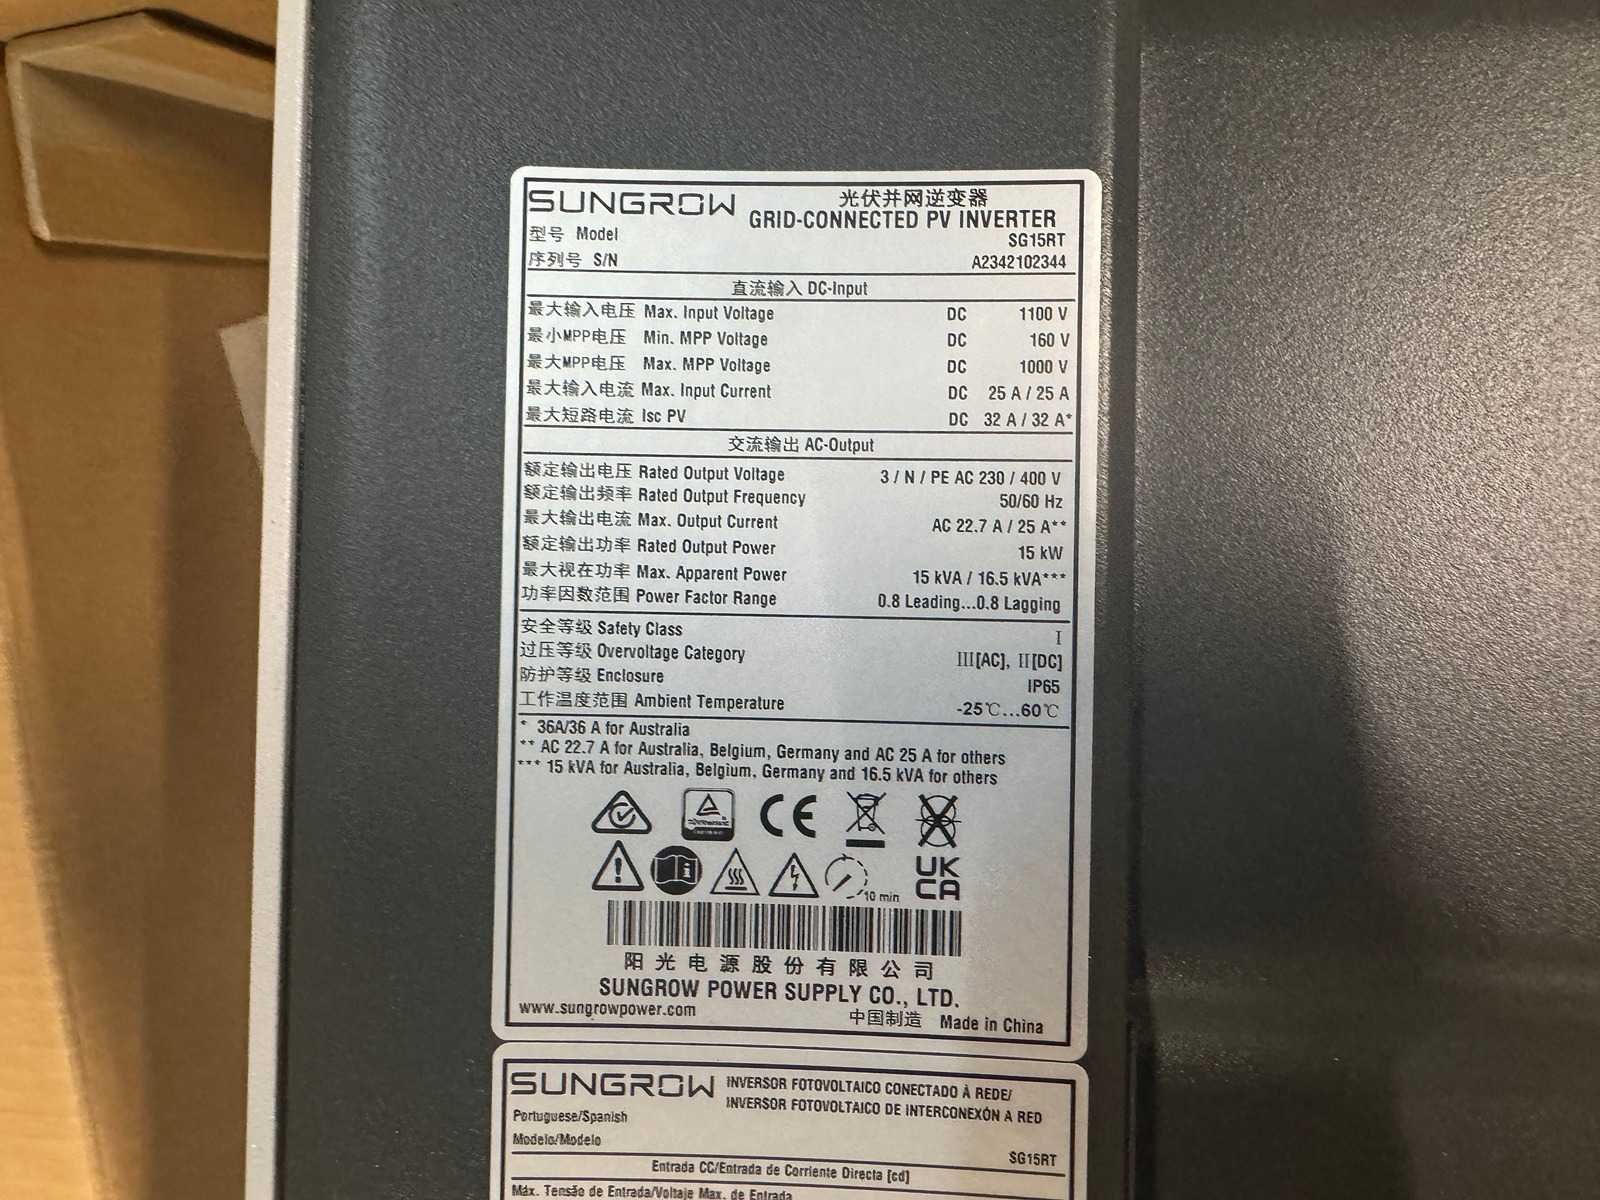 SUNGROW 光伏并网逆变器
GRID-CONNECTED PV INVERTER
型号 Model SG15RT
序列号 S/N A2342102344
直流输入 DC-Input
最大输入电压 Max. Input Voltage DC 1100 V
最小MPP电压 Min. MPP Voltage DC 160 V
最大MPP电压 Max. MPP Voltage DC 1000 V
最大输入电流 Max. Input Current DC 25 A / 25 A
最大短路电流 Isc PV DC 32 A / 32 A*
交流输出 AC-Output
额定输出电压 Rated Output Voltage 3 / N / PE AC 230 / 400 V
额定输出频率 Rated Output Frequency 50/60 Hz
最大输出电流 Max. Output Current AC 22.7 A / 25 A**
额定输出功率 Rated Output Power 15 kW
最大视在功率 Max. Apparent Power 15 kVA / 16.5 kVA***
功率因数范围 Power Factor Range 0.8 Leading...0.8 Lagging
安全等级 Safety Class I
过压等级 Overvoltage Category III[AC], II[DC]
防护等级 Enclosure IP65
工作温度范围 Ambient Temperature -25℃...60℃
* 36A/36 A for Australia
** AC 22.7 A for Australia, Belgium, Germany and AC 25 A for others
*** 15 kVA for Australia, Belgium, Germany and 16.5 kVA for others
CE
10 min
UK
CA
阳光电源股份有限公司
SUNGROW POWER SUPPLY CO., LTD.
www.sungrowpower.com 中国制造 Made in China
SUNGROW INVERSOR FOTOVOLTAICO CONECTADO À REDE/
INVERSOR FOTOVOLTAICO DE INTERCONEXÓN A RED
Portuguese/Spanish
Modelo/Modelo SG15RT
Entrada CC/Entrada de Corriente Directa [cd]
Máx. Tensão de Entrada/Voltaje Max. de Entrada